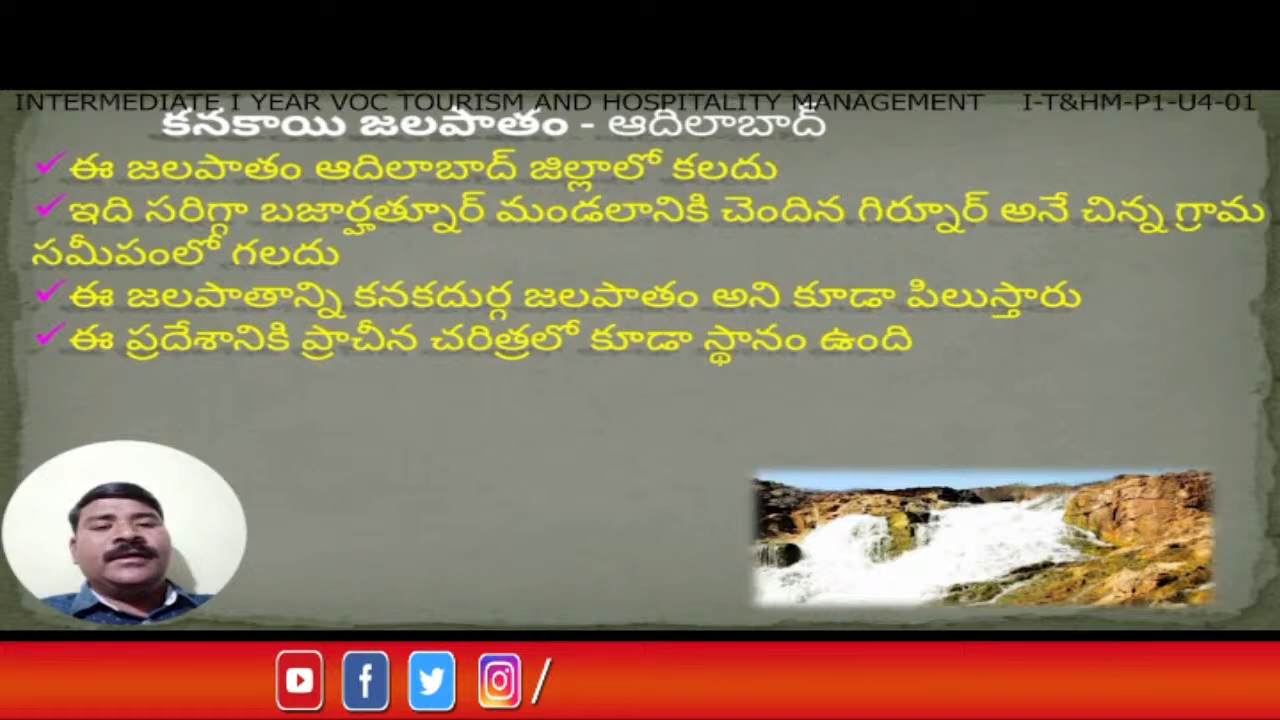 INTERMEDIATE I YEAR VOC TOURISM AND HOSPITALITY MANAGEMENT I-T&HM-P1-U4-01
కనకాయి జలపాతం - ఆదిలాబాద్
ఈ జలపాతం ఆదిలాబాద్ జిల్లాలో కలదు
ఇది సరిగ్గా బజార్హత్నూర్ మండలానికి చెందిన గిర్నూర్ అనే చిన్న గ్రామ
సమీపంలో గలదు
ఈ జలపాతాన్ని కనకదుర్గ జలపాతం అని కూడా పిలుస్తారు
ఈ ప్రదేశానికి ప్రాచీన చరిత్రలో కూడా స్థానం ఉంది
/